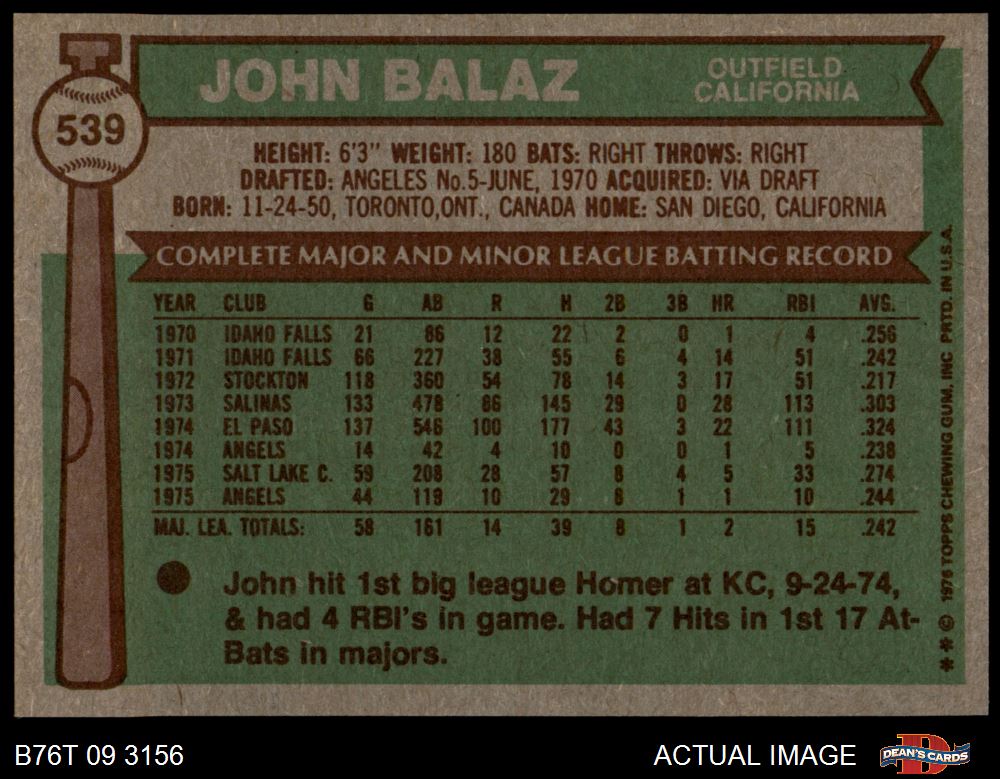 JOHN BALAZ
OUTFIELD
CALIFORNIA
539
HEIGHT: 6'3" WEIGHT: 180 BATS: RIGHT THROWS: RIGHT
DRAFTED: ANGELES No.5-JUNE, 1970 ACQUIRED: VIA DRAFT
BORN: 11-24-50, TORONTO,ONT., CANADA HOME: SAN DIEGO, CALIFORNIA
COMPLETE MAJOR AND MINOR LEAGUE BATTING RECORD
YEAR CLUB G AB R H 2B 3B HR RBI AVG.
1970 IDAHO FALLS 21 86 12 22 2 0 1 4 .256
1971 IDAHO FALLS 66 227 38 55 6 4 14 51 .242
1972 STOCKTON 118 360 54 78 14 3 17 51 .217
1973 SALINAS 133 478 86 145 29 0 28 113 .303
1974 EL PASO 137 546 100 177 43 3 22 111 .324
1974 ANGELS 14 42 4 10 0 0 1 5 .238
1975 SALT LAKE C. 59 208 28 57 8 4 5 33 .274
1975 ANGELS 44 119 10 29 8 1 1 10 .244
MAJ. LEA. TOTALS: 58 161 14 39 8 1 2 15 .242
John hit 1st big league Homer at KC, 9-24-74,
& had 4 RBI's in game. Had 7 Hits in 1st 17 At-
Bats in majors.
** © 1976 TOPPS CHEWING GUM, INC PRTD. IN U.S.A.
B76T 09 3156
ACTUAL IMAGE
DEAN'S CARDS